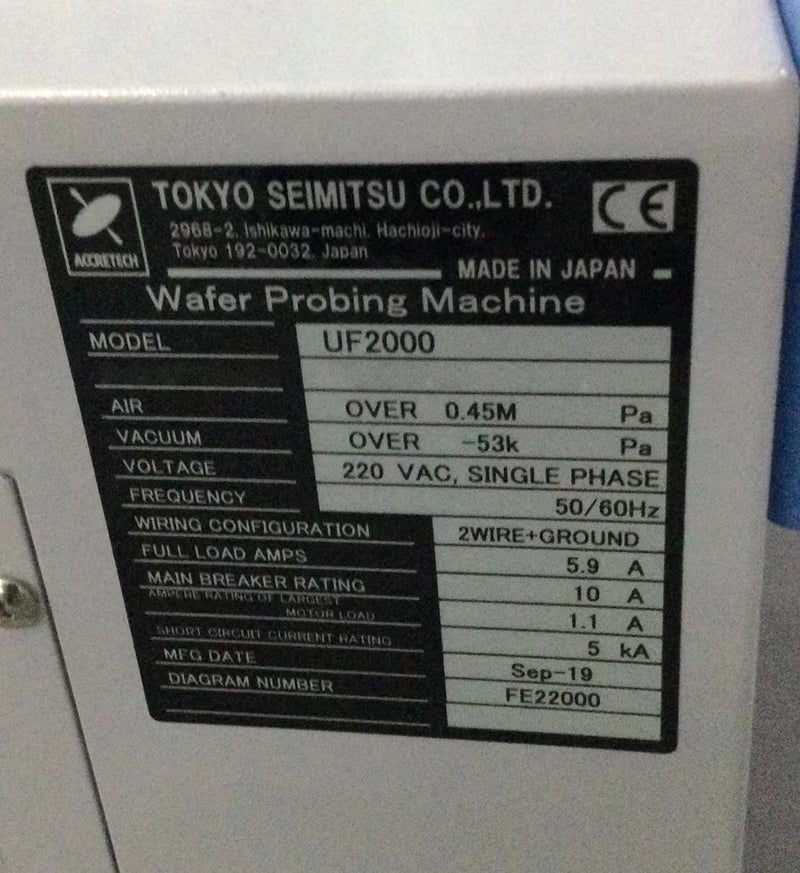 ACCRETECH
TOKYO SEIMITSU CO.,LTD.
2968-2, Ishikawa-machi, Hachioji-city,
Tokyo 192-0032, Japan
CE
MADE IN JAPAN
Wafer Probing Machine
MODEL UF2000
AIR OVER 0.45M Pa
VACUUM OVER -53k Pa
VOLTAGE 220 VAC, SINGLE PHASE
FREQUENCY 50/60Hz
WIRING CONFIGURATION 2WIRE+GROUND
FULL LOAD AMPS 5.9 A
MAIN BREAKER RATING 10 A
AMPERE RATING OF LARGEST
MOTOR LOAD 1.1 A
SHORT CIRCUIT CURRENT RATING 5 kA
MFG DATE Sep-19
DIAGRAM NUMBER FE22000